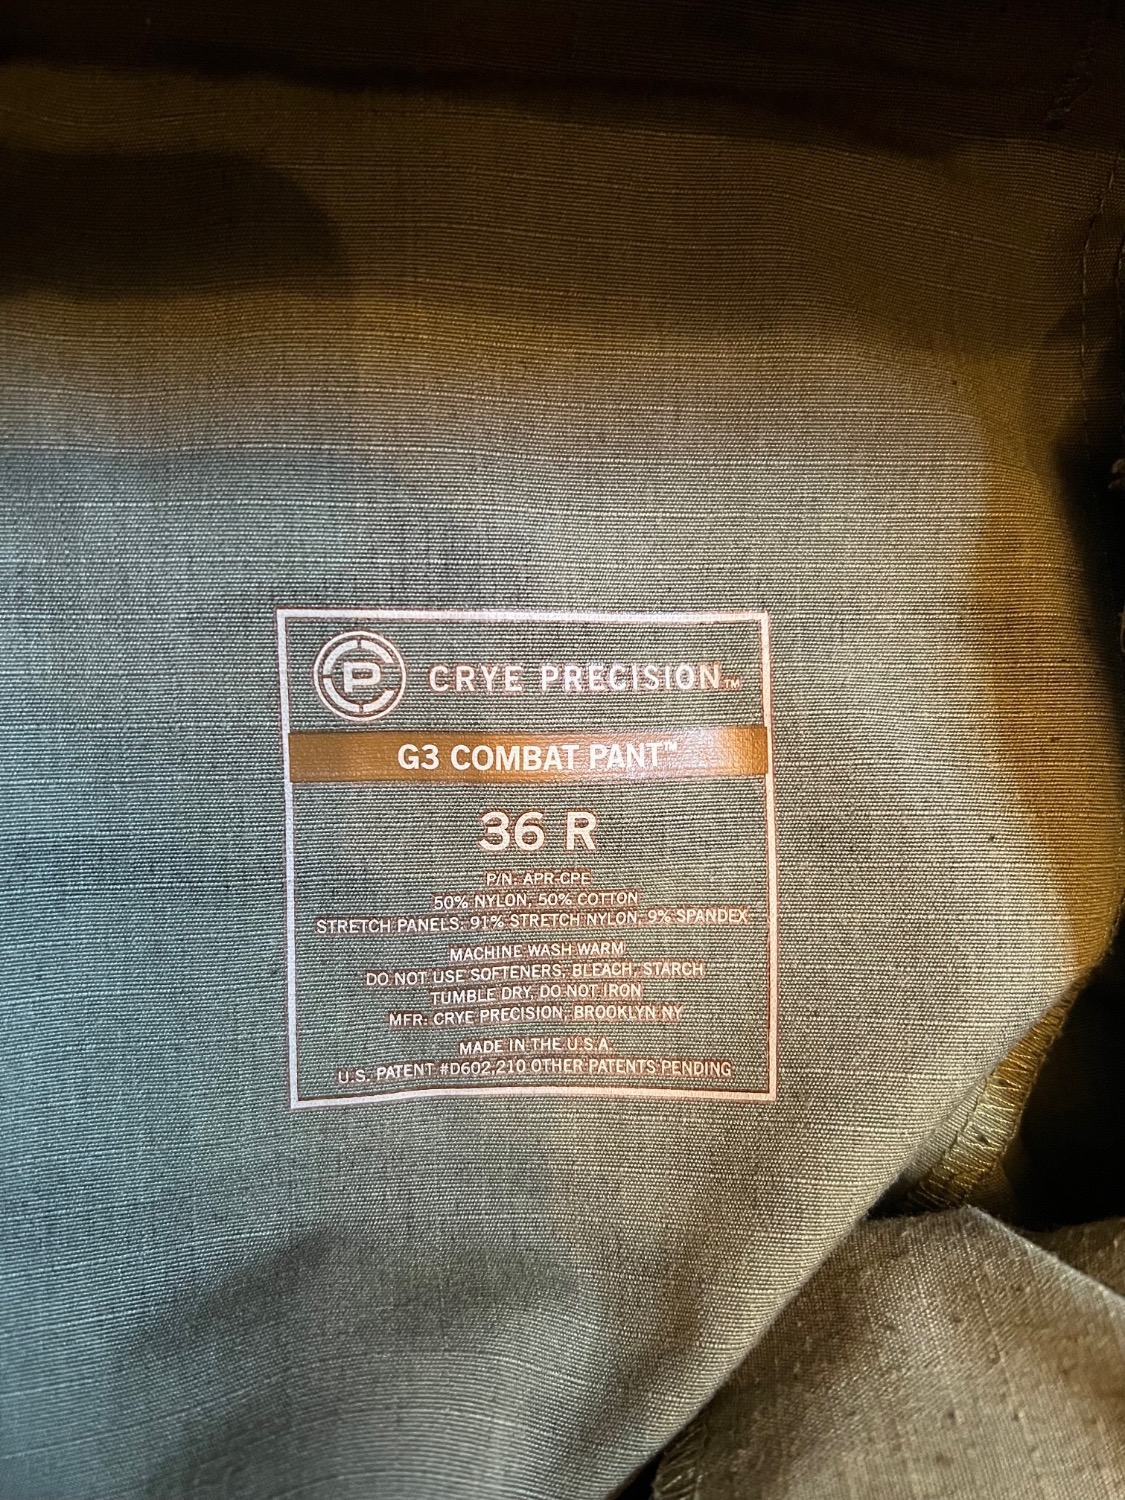 CP CRYE PRECISION™
G3 COMBAT PANT™
36 R
P/N: APR-CPE
50% NYLON, 50% COTTON
STRETCH PANELS: 91% STRETCH NYLON, 9% SPANDEX
MACHINE WASH WARM
DO NOT USE SOFTENERS, BLEACH, STARCH
TUMBLE DRY, DO NOT IRON
MFR: CRYE PRECISION, BROOKLYN NY
MADE IN THE U.S.A.
U.S. PATENT #D602,210 OTHER PATENTS PENDING